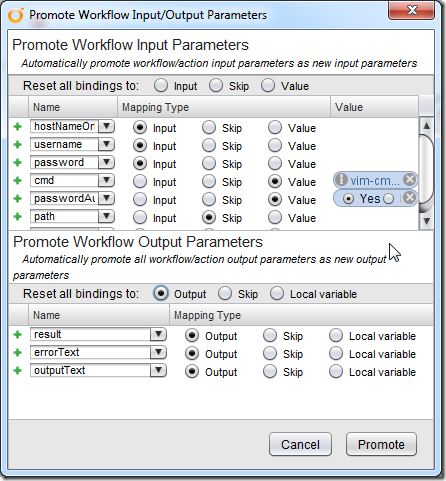 Promote Workflow Input/Output Parameters
Promote Workflow Input Parameters
Automatically promote workflow/action input parameters as new input parameters
Reset all bindings to: Input Skip Value
Name Mapping Type Value
hostNameOr Input Skip Value
username Input Skip Value
password Input Skip Value
cmd Input Skip Value vim-cm...
passwordAu Input Skip Value Yes
path Input Skip Value
Promote Workflow Output Parameters
Automatically promote all workflow/action output parameters as new output
parameters
Reset all bindings to: Output Skip Local variable
Name Mapping Type
result Output Skip Local variable
errorText Output Skip Local variable
outputText Output Skip Local variable
Cancel Promote